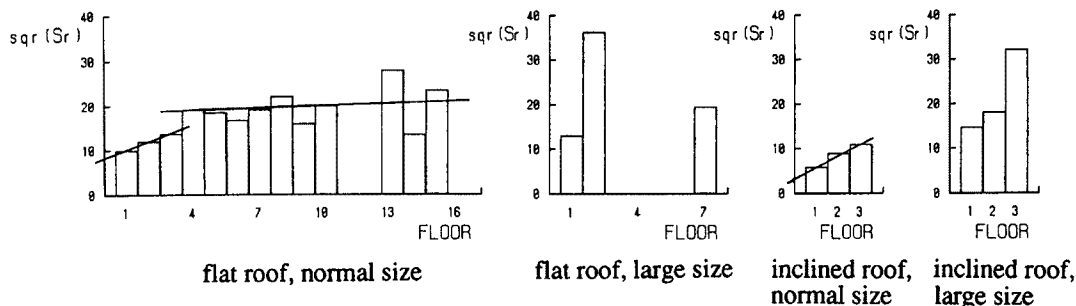 40
sqr (Sr)
30
20
10
0
1 4 7 10 13 16
FLOOR
flat roof, normal size
40
sqr (Sr)
30
20
10
0
1 4 7
FLOOR
flat roof, large size
40
sqr (Sr)
30
20
10
0
1 2 3
FLOOR
inclined roof,
normal size
40
sqr (Sr)
30
20
10
0
1 2 3
FLOOR
inclined roof,
large size